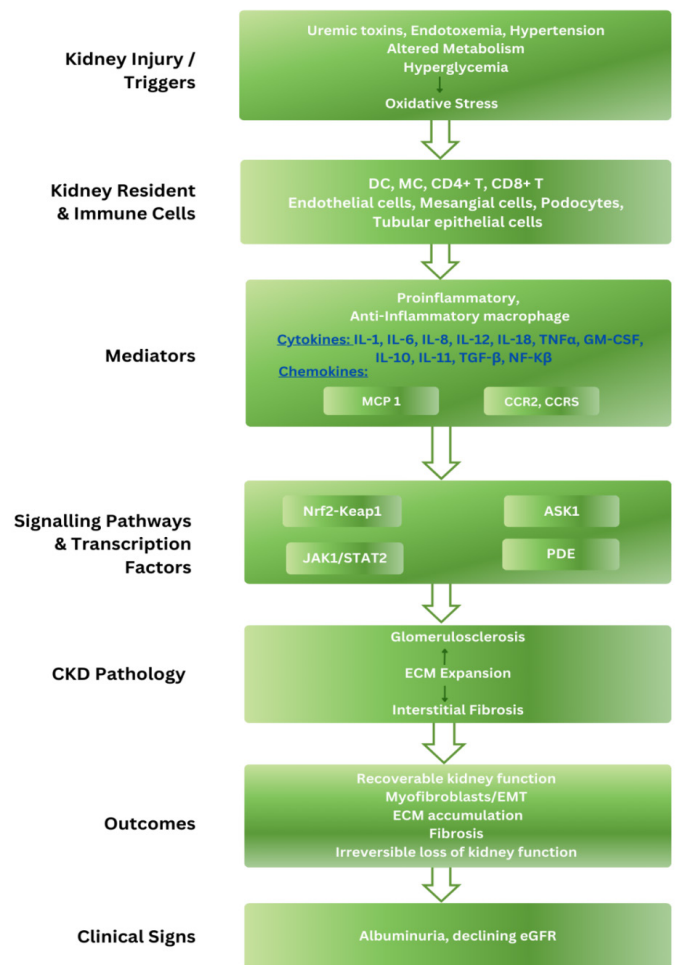 Kidney Injury /
Triggers
Uremic toxins, Endotoxemia, Hypertension
Altered Metabolism
Hyperglycemia
Oxidative Stress
Kidney Resident
& Immune Cells
DC, MC, CD4+ T, CD8+ T
Endothelial cells, Mesangial cells, Podocytes,
Tubular epithelial cells
Mediators
Proinflammatory,
Anti-Inflammatory macrophage
Cytokines: IL-1, IL-6, IL-8, IL-12, IL-18, TNFα, GM-CSF,
IL-10, IL-11, TGF-β, NF-Kβ
Chemokines:
MCP 1
CCR2, CCRS
Signalling Pathways
& Transcription
Factors
Nrf2-Keap1
ASK1
JAK1/STAT2
PDE
CKD Pathology
Glomerulosclerosis
ECM Expansion
Interstitial Fibrosis
Outcomes
Recoverable kidney function
Myofibroblasts/EMT
ECM accumulation
Fibrosis
Irreversible loss of kidney function
Clinical Signs
Albuminuria, declining eGFR